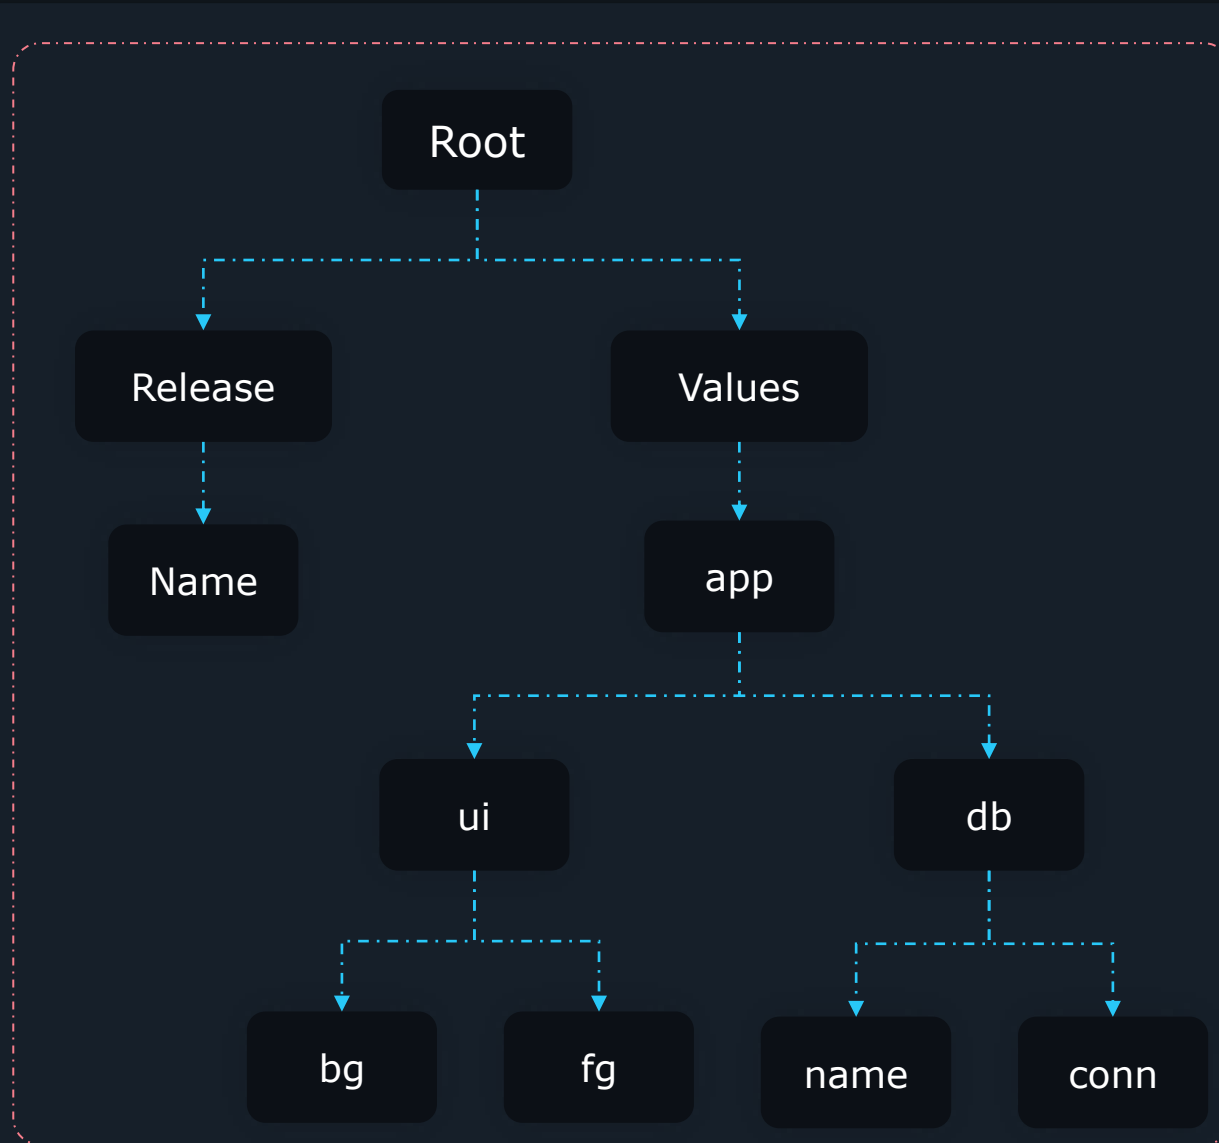 Root
Release
Values
Name
app
ui
db
bg
fg
name
conn